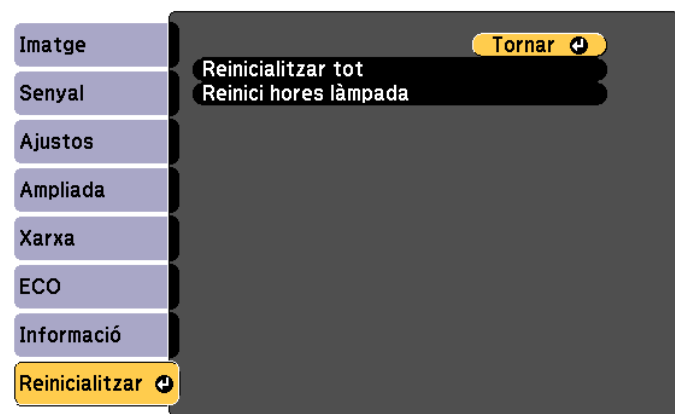 Imatge
Senyal
Ajustos
Ampliada
Xarxa
ECO
Informació
Reinicialitzar
Tornar
Reinicialitzar tot
Reinici hores làmpada